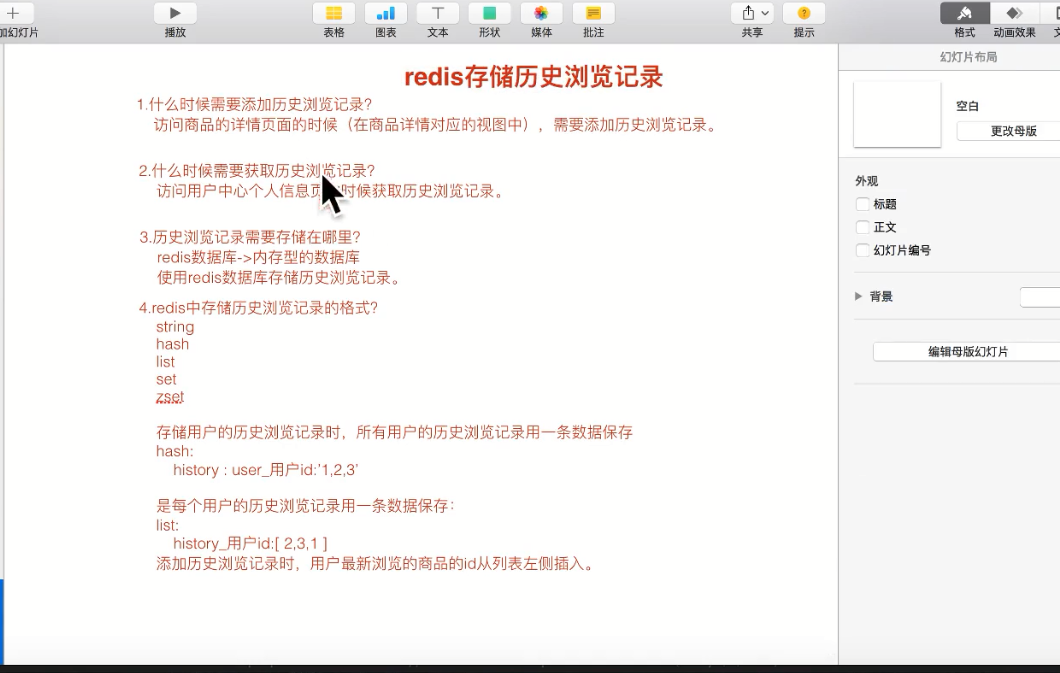 加幻灯片
播放
表格
图表
文本
形状
媒体
批注
共享
提示
格式
动画效果
幻灯片布局
redis存储历史浏览记录
1.什么时候需要添加历史浏览记录?
访问商品的详情页面的时候（在商品详情对应的视图中），需要添加历史浏览记录。
2.什么时候需要获取历史浏览记录?
访问用户中心个人信息页 时候获取历史浏览记录。
3.历史浏览记录需要存储在哪里?
redis数据库->内存型的数据库
使用redis数据库存储历史浏览记录。
4.redis中存储历史浏览记录的格式?
string
hash
list
set
zset
存储用户的历史浏览记录时，所有用户的历史浏览记录用一条数据保存
hash:
history : user_用户id:’1,2,3’
是每个用户的历史浏览记录用一条数据保存：
list:
history_用户id:[ 2,3,1 ]
添加历史浏览记录时，用户最新浏览的商品的id从列表左侧插入。
空白
更改母版
外观
标题
正文
幻灯片编号
背景
编辑母版幻灯片